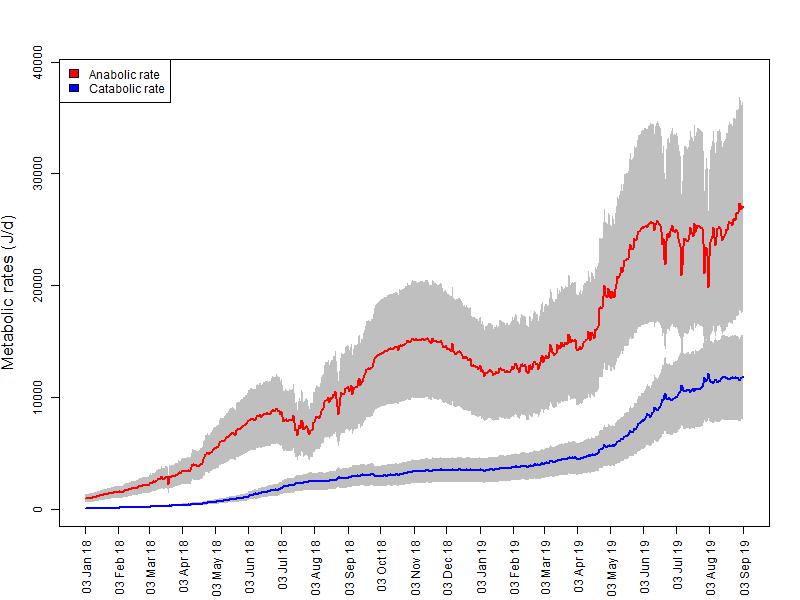 Anabolic rate
Catabolic rate
Metabolic rates (J/d)
40000
30000
20000
10000
0
03 Jan 18
03 Feb 18
03 Mar 18
03 Apr 18
03 May 18
03 Jun 18
03 Jul 18
03 Aug 18
03 Sep 18
03 Oct 18
03 Nov 18
03 Dec 18
03 Jan 19
03 Feb 19
03 Mar 19
03 Apr 19
03 May 19
03 Jun 19
03 Jul 19
03 Aug 19
03 Sep 19